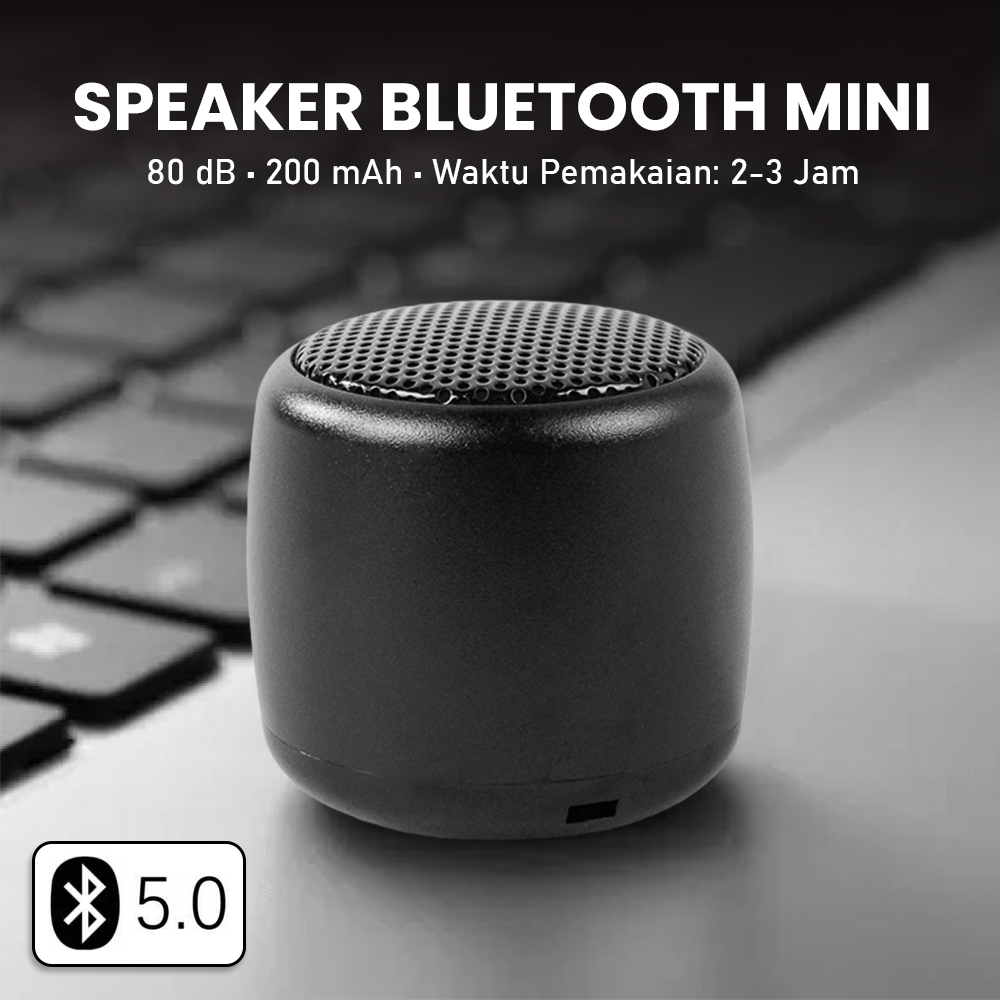 SPEAKER BLUETOOTH MINI
80 dB • 200 mAh • Waktu Pemakaian: 2-3 Jam
5.0